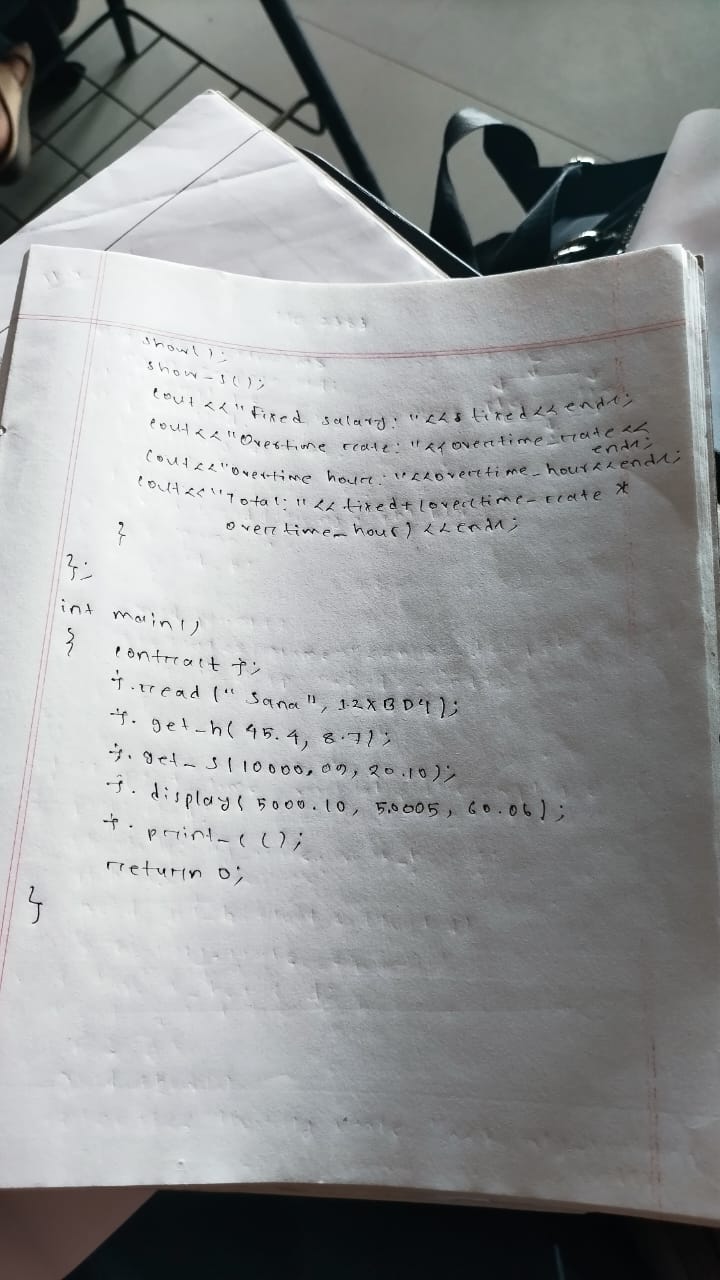 show();
show_s();
cout<<"Fixed salary: "<<s fixed<<endl;
cout<<"Overtime rate: "<<overtime_rate<<
endl;
cout<<"overtime hour: "<<overtime_hour<<endl;
cout<<"Total: "<<fixed+(overtime_rate *
overtime_hour)<<endl;
}
};
int main()
{
contract f;
f.read("Sana", 12XBD4);
f.get_h(45.4, 8.7);
f.get_s(10000,09, 20.10);
f.display(5000.10, 5.0005, 60.06);
f.print_c();
return 0;
}